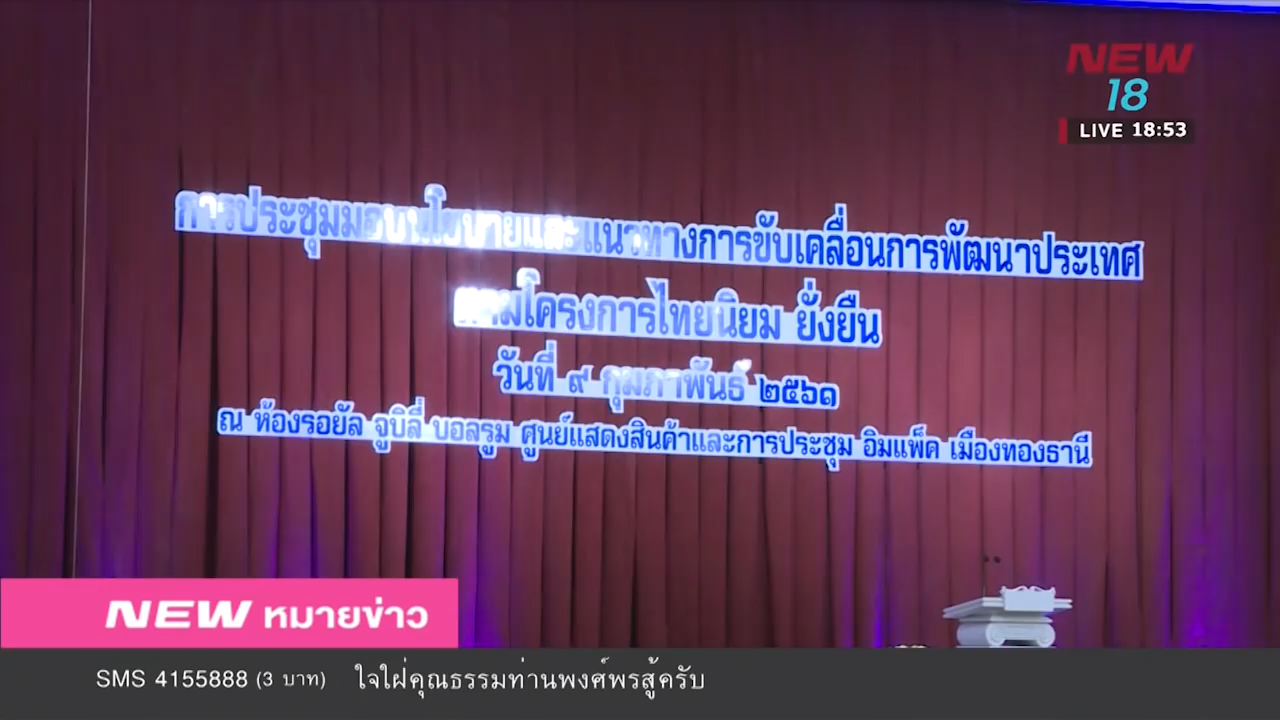 NEW
18
LIVE 18:53
การประชุมมอบนโยบายและแนวทางการขับเคลื่อนการพัฒนาประเทศ
ตามโครงการไทยนิยม ยั่งยืน
วันที่ ๙ กุมภาพันธ์ ๒๕๖๑
ณ ห้องรอยัล จูบิลี่ บอลรูม ศูนย์แสดงสินค้าและการประชุม อิมแพ็ค เมืองทองธานี
NEW หมายข่าว
SMS 4155888 (3 บาท) ใจใฝ่คุณธรรมท่านพงศ์พรสู้ครับ